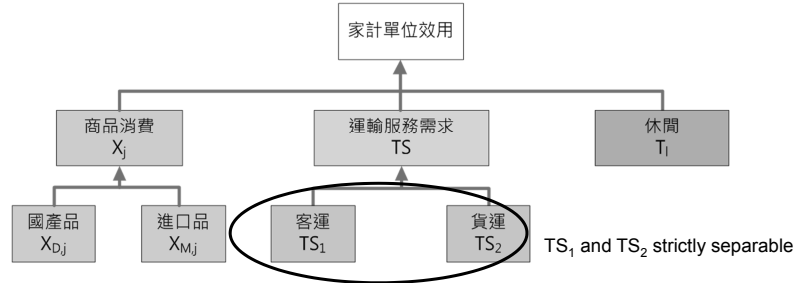 家計單位效用
商品消費
Xj
運輸服務需求
TS
休閒
Tl
國產品
XD,j
進口品
XM,j
客運
TS1
貨運
TS2
TS1 and TS2 strictly separable